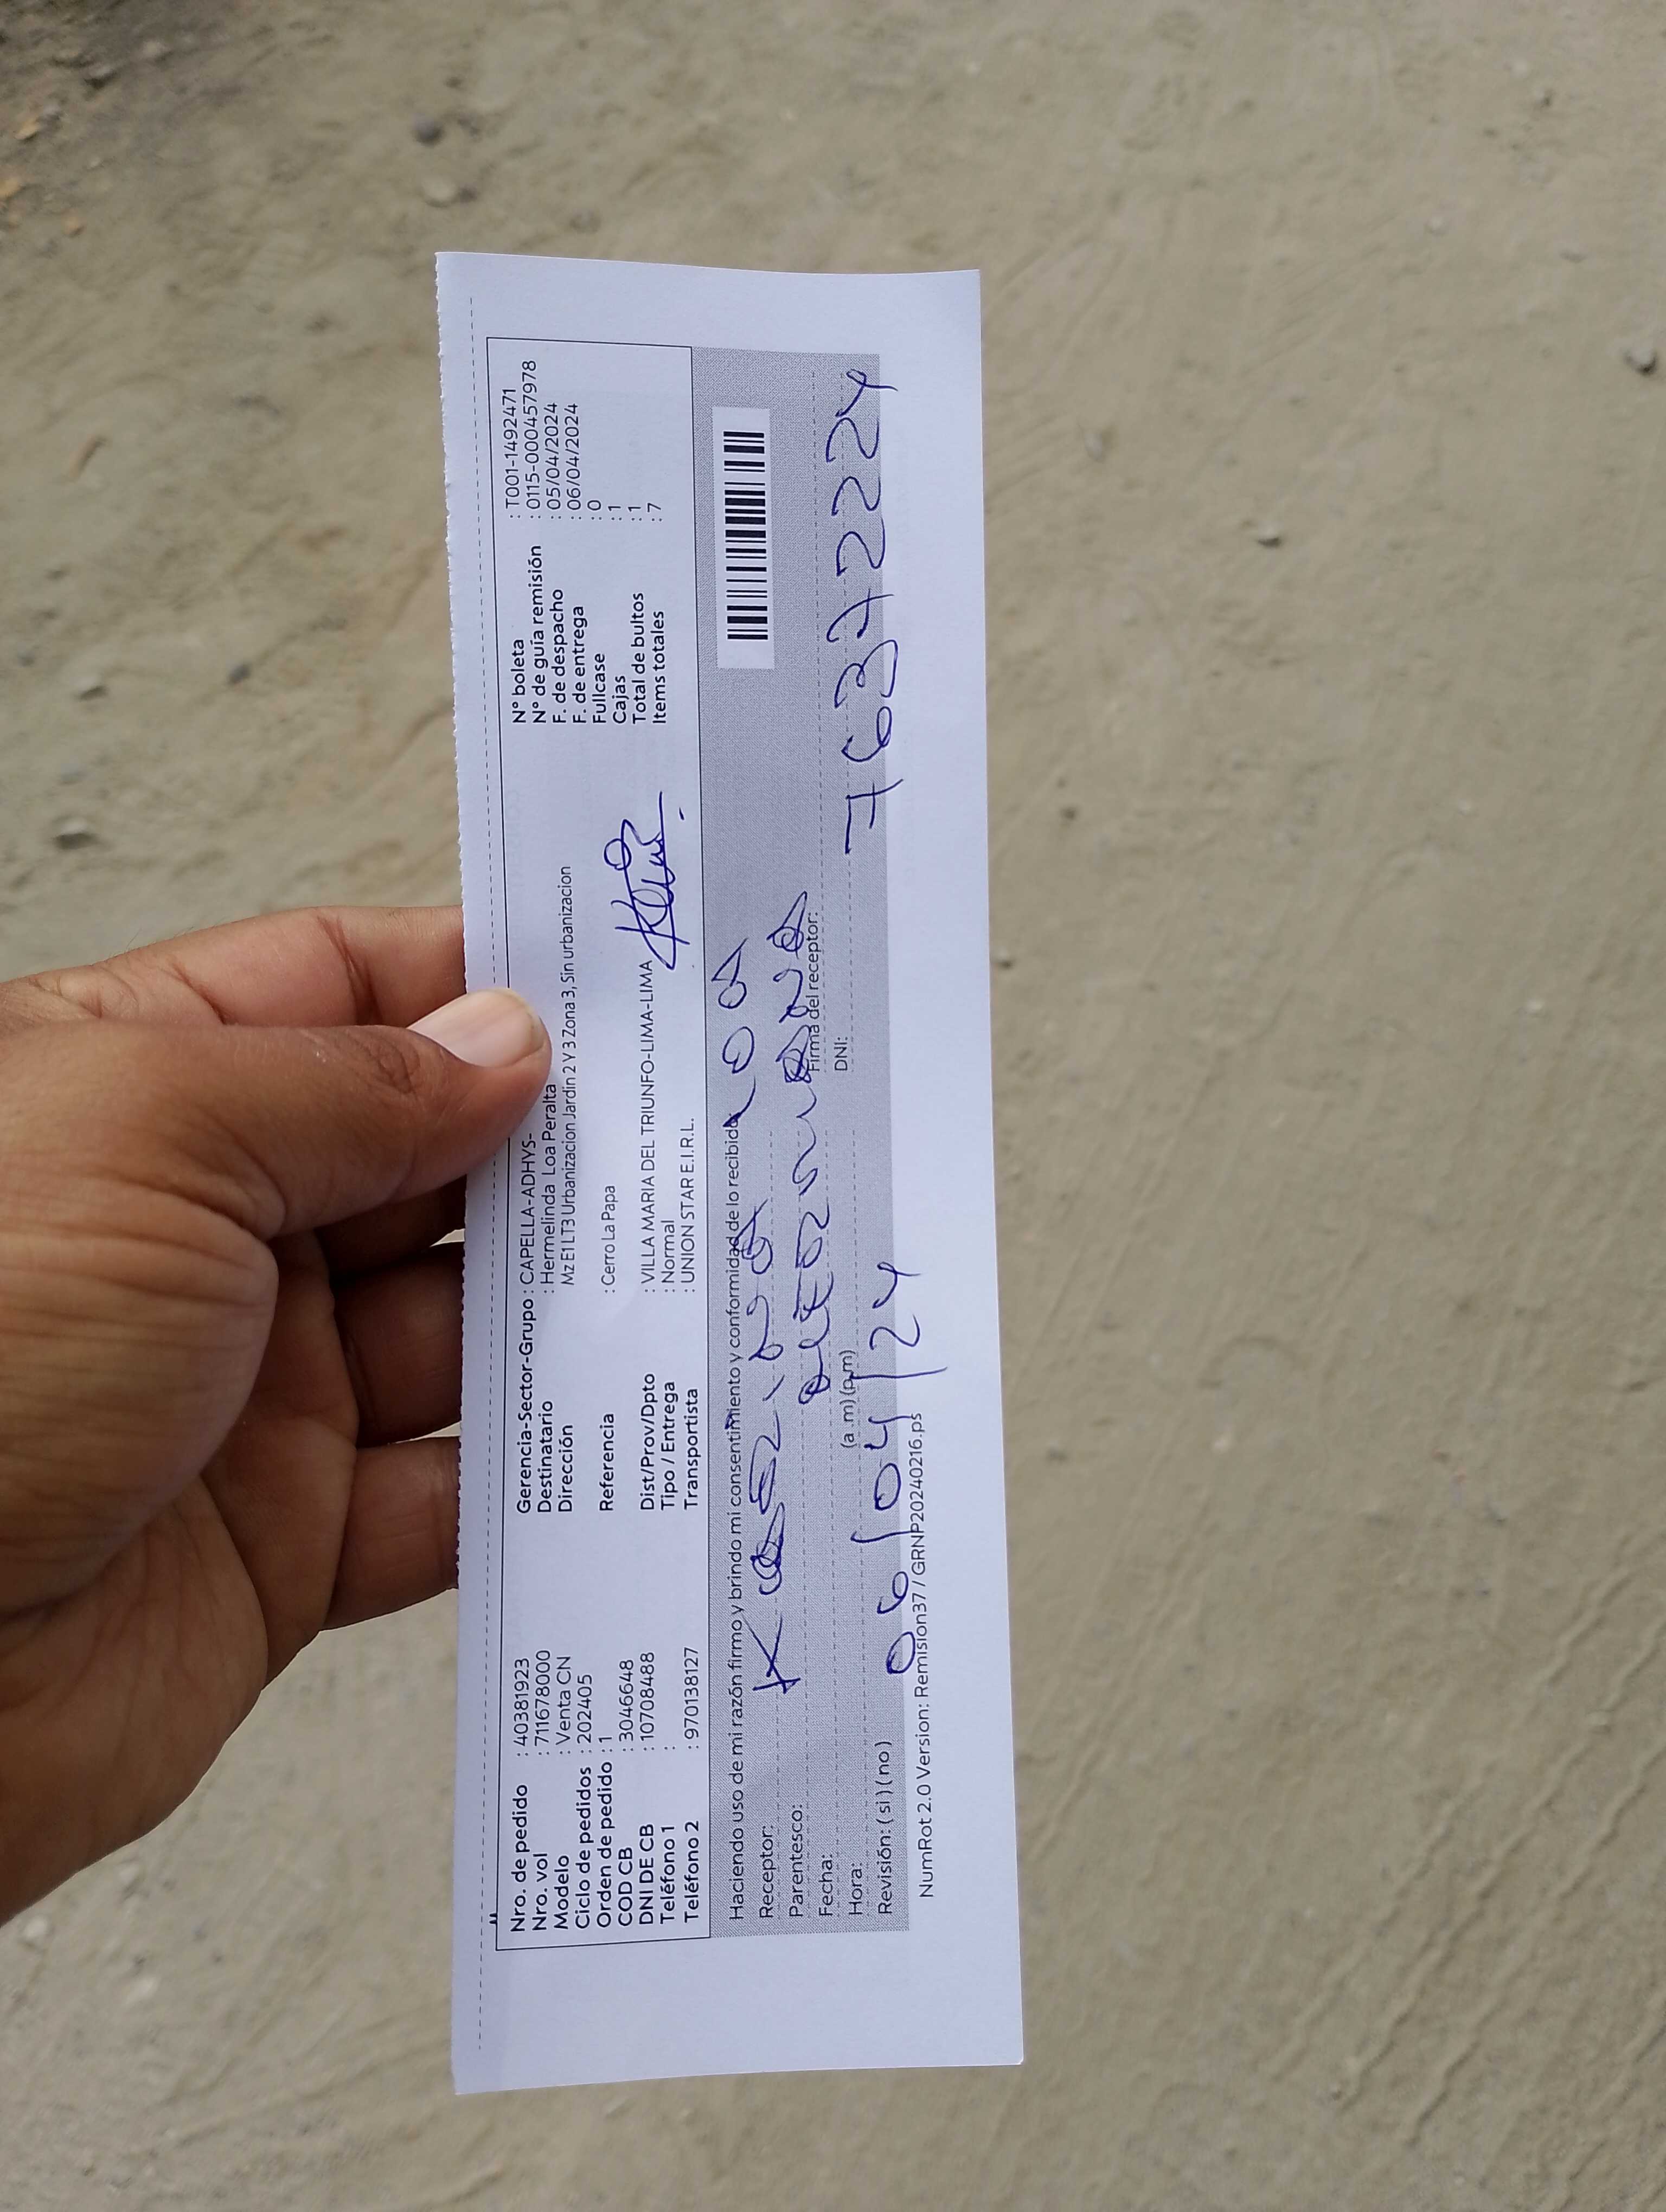 Nro. de pedido : 40381923
Nro. vol : 711678000
Modelo : Venta CN
Ciclo de pedidos : 202405
Orden de pedido : 1
COD CB : 3046648
DNI DE CB : 10708488
Teléfono 1 :
Teléfono 2 : 970138127
Gerencia-Sector-Grupo : CAPELLA-ADHVS-
Destinatario : Hermelinda Loa Peralta
Dirección Mz E1 LT3 Urbanizacion Jardin 2 Y 3 Zona 3, Sin urbanizacion
Referencia : Cerro La Papa
Dist/Prov/Dpto : VILLA MARIA DEL TRIUNFO-LIMA-LIMA
Tipo / Entrega : Normal
Transportista : UNION STAR E.I.R.L.
N° boleta : T001-1492471
N° de guía remisión : 0115-0004457978
F. de despacho : 05/04/2024
F. de entrega : 06/04/2024
Fullcase : 0
Cajas : 1
Total de bultos : 1
Items totales : 7
Haciendo uso de mi razón firmo y brindo mi consentimiento y conformidad de lo recibido
Receptor:
Parentesco:
Fecha:
Hora: (a .m) (p.m)
06/04/24
Revisión: ( si ) ( no )
Firma del receptor:
DNI: 76372224
NumRot 2.0 Version: Remision37 / GRNP20240216.ps